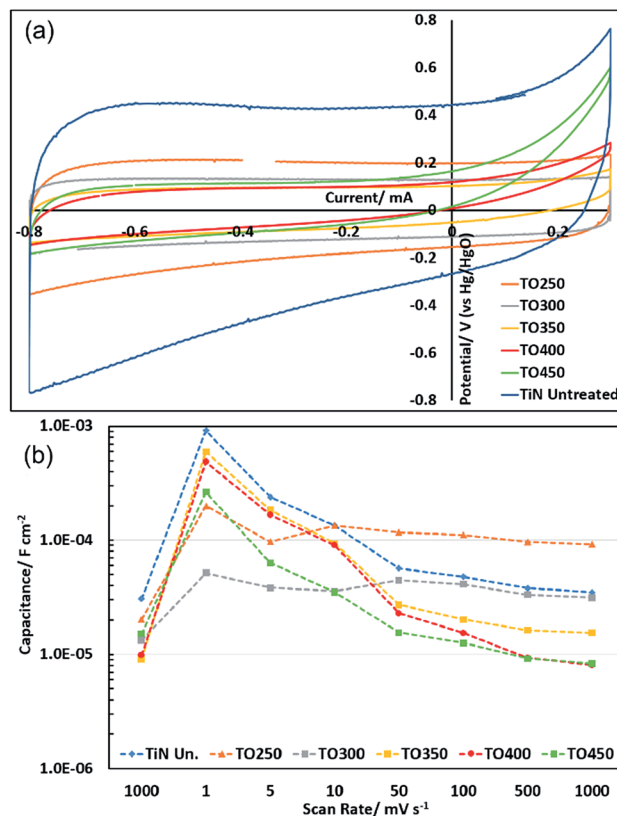 (a)
0.8
0.6
0.4
0.2
0
-0.2
-0.4
-0.6
-0.8
Current/ mA
-0.8 -0.6 -0.4 -0.2 0 0.2
Potential/ V (vs Hg/HgO)
TO250
TO300
TO350
TO400
TO450
TiN Untreated
(b)
1.0E-03
1.0E-04
1.0E-05
1.0E-06
Capacitance/ F cm-2
TiN Un. TO250 TO300 TO350 TO400 TO450
1000 1 5 10 50 100 500 1000
Scan Rate/ mV s-1